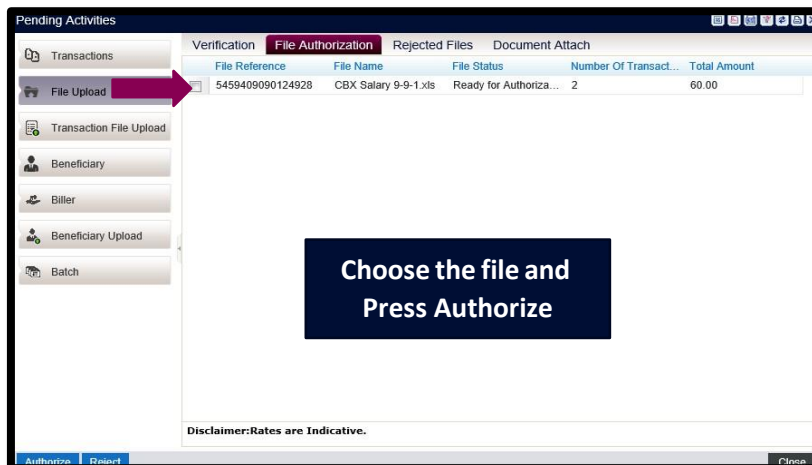 Pending Activities
Transactions
File Upload
Transaction File Upload
Beneficiary
Biller
Beneficiary Upload
Batch
Verification File Authorization Rejected Files Document Attach
File Reference File Name File Status Number Of Transact... Total Amount
5459409090124928 CBX Salary 9-9-1.xls Ready for Authoriza... 2 60.00
Choose the file and
Press Authorize
Disclaimer:Rates are Indicative.
Authorize Reject Close